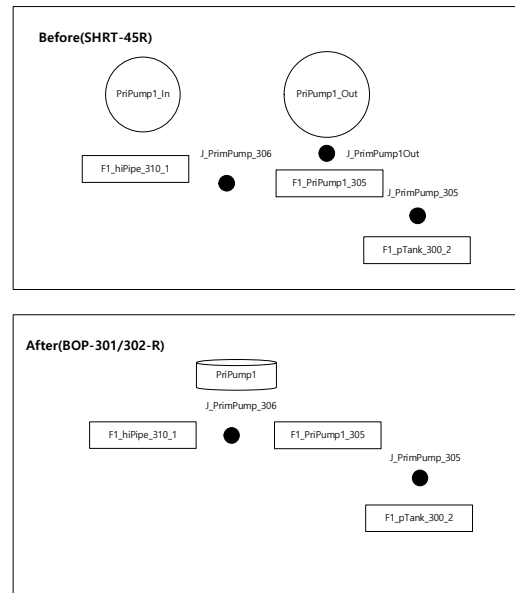 Before(SHRT-45R)
PriPump1_In
PriPump1_Out
J_PrimPump_306
J_PrimPump1Out
F1_hiPipe_310_1
F1_PriPump1_305
J_PrimPump_305
F1_pTank_300_2
After(BOP-301/302-R)
PriPump1
J_PrimPump_306
F1_hiPipe_310_1
F1_PriPump1_305
J_PrimPump_305
F1_pTank_300_2